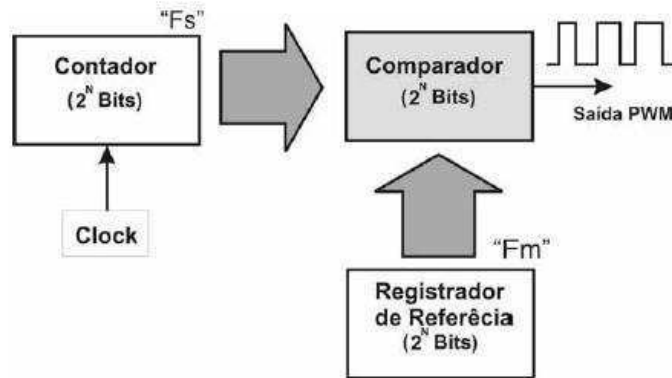 “Fs”
Contador
(2^N Bits)
Clock
Comparador
(2^N Bits)
Saída PWM
“Fm”
Registrador
de Referêcia
(2^N Bits)